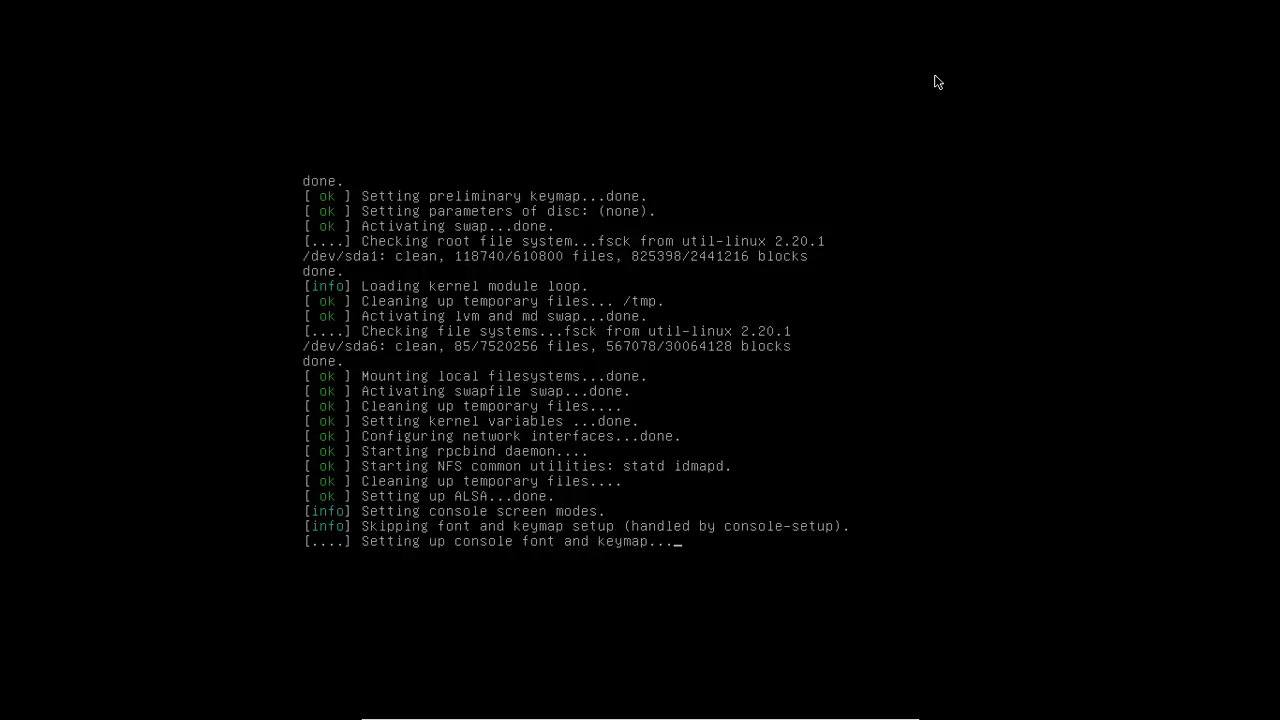 done.
[ ok ] Setting preliminary keymap...done.
[ ok ] Setting parameters of disc: (none).
[ ok ] Activating swap...done.
[....] Checking root file system...fsck from util-linux 2.20.1
/dev/sda1: clean, 118740/610800 files, 825398/2441216 blocks
done.
[info] Loading kernel module loop.
[ ok ] Cleaning up temporary files... /tmp.
[ ok ] Activating lvm and md swap...done.
[....] Checking file systems...fsck from util-linux 2.20.1
/dev/sda6: clean, 85/7520256 files, 567078/30064128 blocks
done.
[ ok ] Mounting local filesystems...done.
[ ok ] Activating swapfile swap...done.
[ ok ] Cleaning up temporary files....
[ ok ] Setting kernel variables ...done.
[ ok ] Configuring network interfaces...done.
[ ok ] Starting rpcbind daemon....
[ ok ] Starting NFS common utilities: statd idmapd.
[ ok ] Cleaning up temporary files....
[ ok ] Setting up ALSA...done.
[info] Setting console screen modes.
[info] Skipping font and keymap setup (handled by console-setup).
[....] Setting up console font and keymap..._